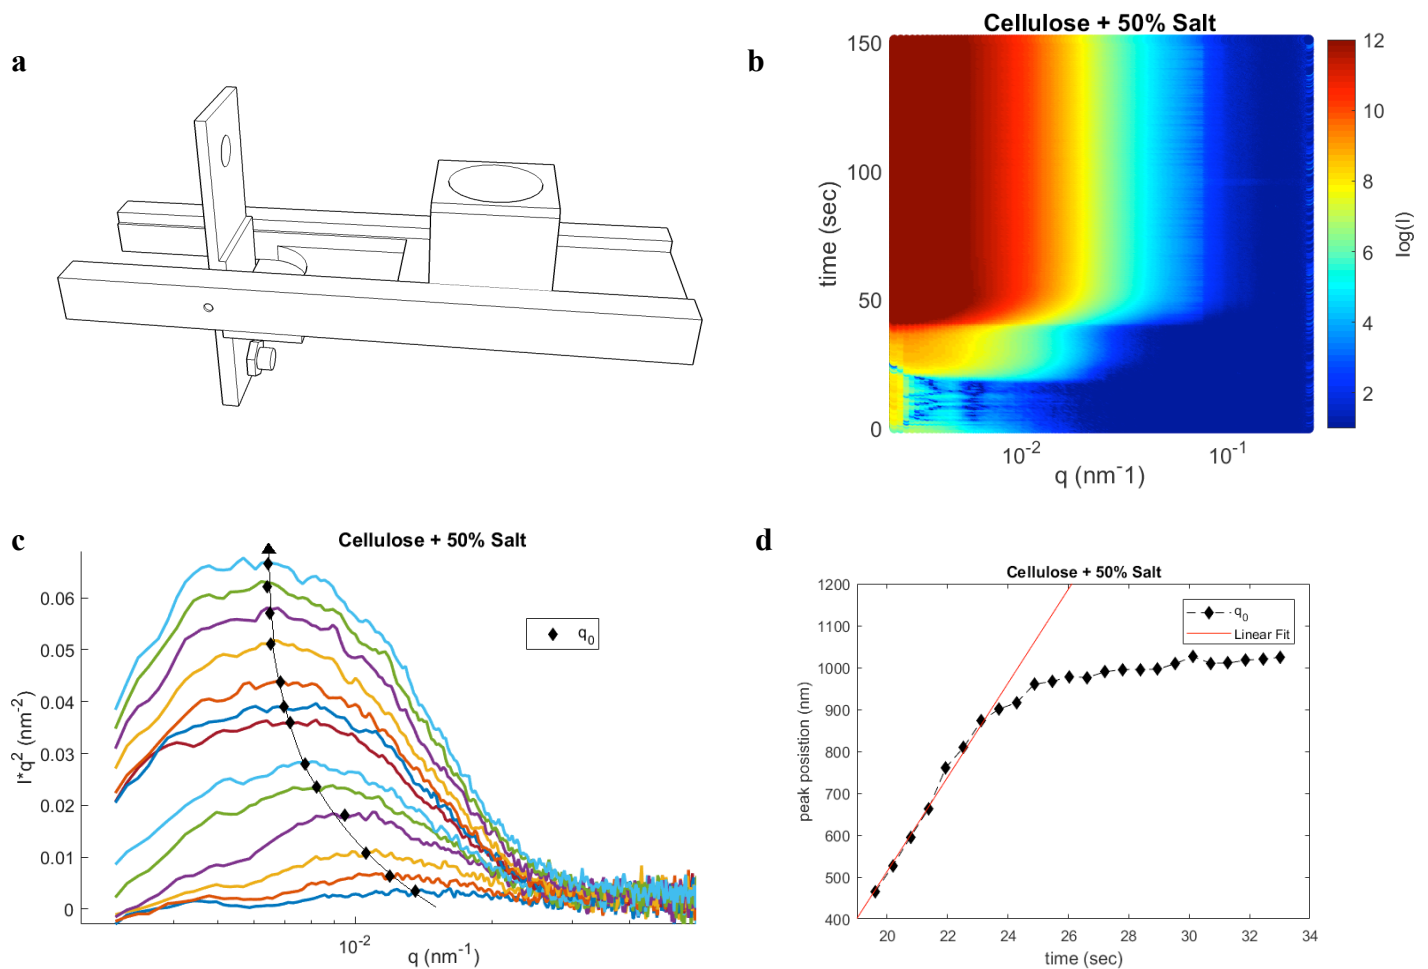 a
b
Cellulose + 50% Salt
150
100
50
0
time (sec)
10-2
10-1
q (nm-1)
12
10
8
6
4
2
log(I)
c
Cellulose + 50% Salt
0.06
0.05
0.04
0.03
0.02
0.01
0
I*q2 (nm-2)
q0
10-2
q (nm-1)
d
Cellulose + 50% Salt
1200
1100
1000
900
800
700
600
500
400
peak posistion (nm)
q0
Linear Fit
20
22
24
26
28
30
32
34
time (sec)